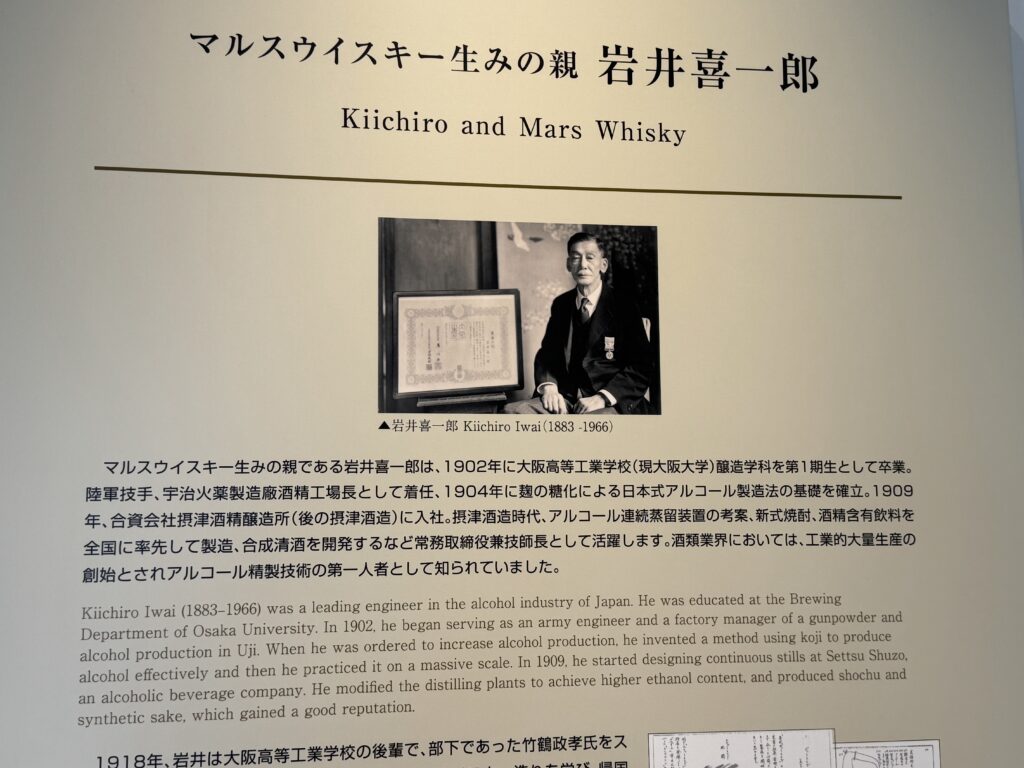 マルスウイスキー生みの親 岩井喜一郎
Kiichiro and Mars Whisky
▲岩井喜一郎 Kiichiro Iwai(1883 -1966)
マルスウイスキー生みの親である岩井喜一郎は、1902年に大阪高等工業学校(現大阪大学)醸造学科を第1期生として卒業。
陸軍技手、宇治火薬製造廠酒精工場長として着任、1904年に麹の糖化による日本式アルコール製造法の基礎を確立。1909
年、合資会社摂津酒精醸造所(後の摂津酒造)に入社。摂津酒造時代、アルコール連続蒸留装置の考案、新式焼酎、酒精含有飲料を
全国に率先して製造、合成清酒を開発するなど常務取締役兼技師長として活躍します。酒類業界においては、工業的大量生産の
創始とされアルコール精製技術の第一人者として知られていました。
Kiichiro Iwai (1883–1966) was a leading engineer in the alcohol industry of Japan. He was educated at the Brewing
Department of Osaka University. In 1902, he began serving as an army engineer and a factory manager of a gunpowder and
alcohol production in Uji. When he was ordered to increase alcohol production, he invented a method using koji to produce
alcohol effectively and then he practiced it on a massive scale. In 1909, he started designing continuous stills at Settsu Shuzo,
an alcoholic beverage company. He modified the distilling plants to achieve higher ethanol content, and produced shochu and
synthetic sake, which gained a good reputation.
1918年、岩井は大阪高等工業学校の後輩で、部下であった竹鶴政孝氏をス